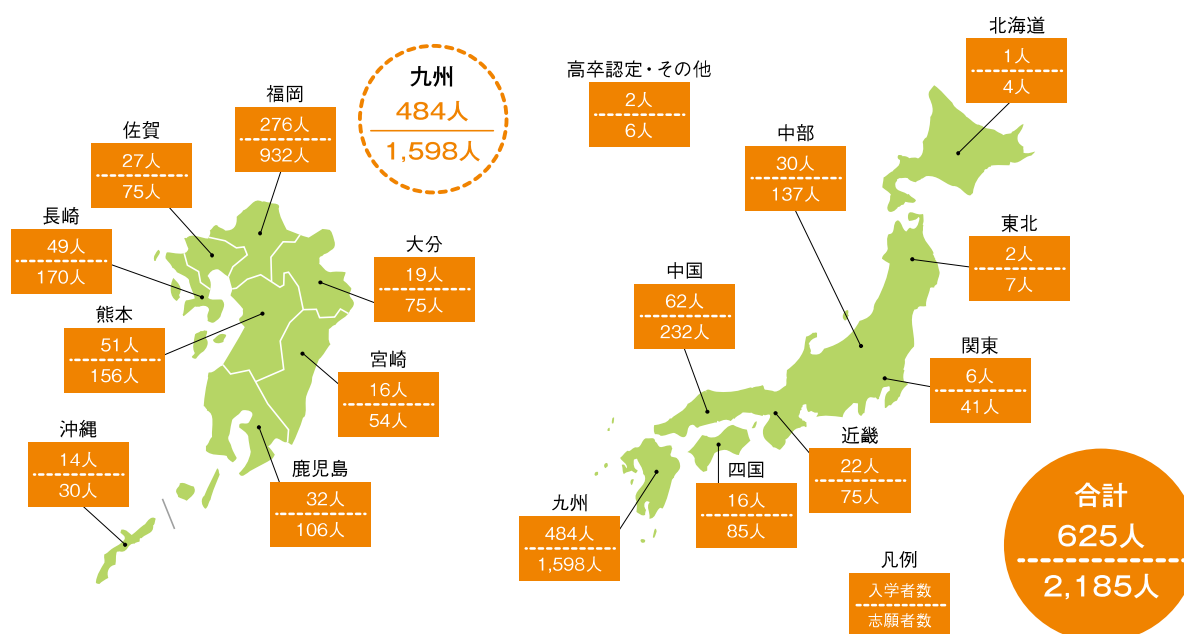 九州
484人
1,598人
福岡
276人
932人
佐賀
27人
75人
長崎
49人
170人
大分
19人
75人
熊本
51人
156人
宮崎
16人
54人
沖縄
14人
30人
鹿児島
32人
106人
高卒認定・その他
2人
6人
北海道
1人
4人
中部
30人
137人
東北
2人
7人
中国
62人
232人
関東
6人
41人
近畿
22人
75人
四国
16人
85人
九州
484人
1,598人
凡例
入学者数
志願者数
合計
625人
2,185人